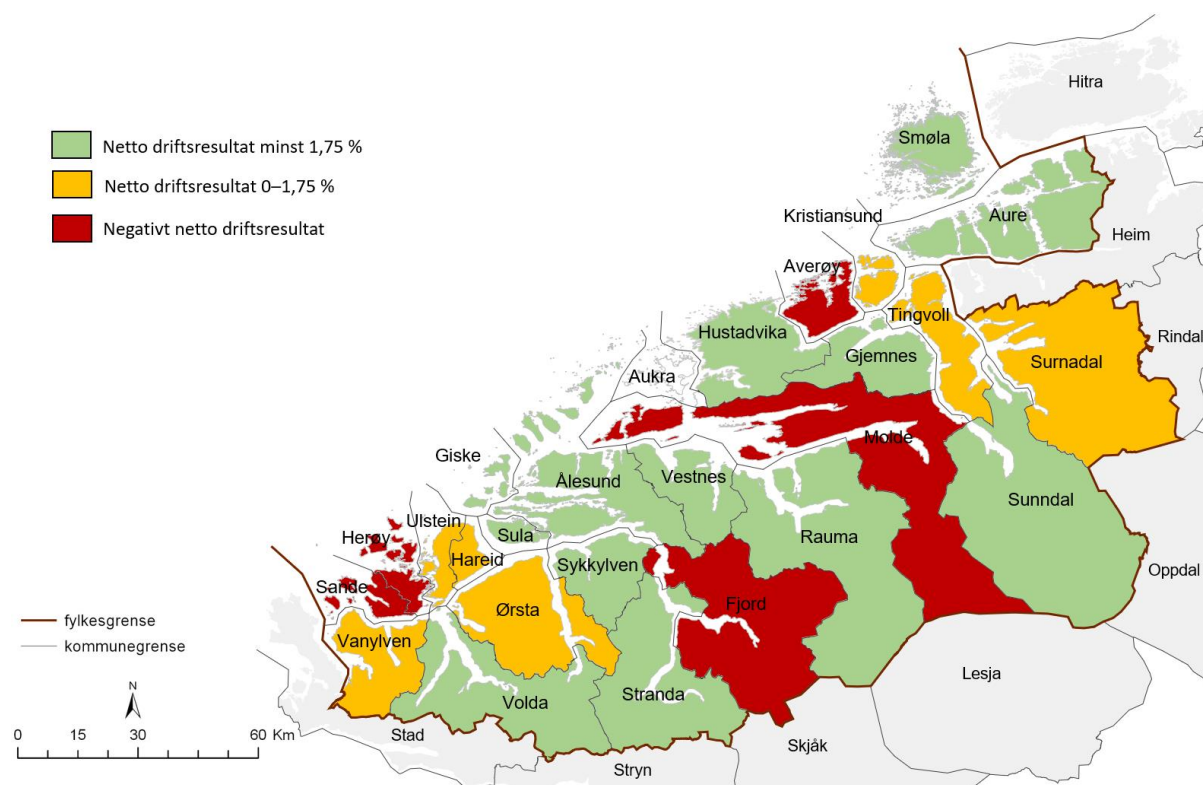 Netto driftsresultat minst 1,75 %
Netto driftsresultat 0–1,75 %
Negativt netto driftsresultat
Hitra
Smøla
Kristiansund
Aure
Heim
Averøy
Tingvoll
Hustadvika
Rindal
Gjemnes
Surnadal
Aukra
Molde
Giske
Ålesund
Vestnes
Sunndal
Ulstein
Herøy
Sula
Rauma
Hareid
Sykkylven
Oppdal
Sande
Ørsta
Fjord
fylkesgrense
Vanylven
kommunegrense
Lesja
N
Volda
Stranda
0 15 30 60 Km
Stad
Skjåk
Stryn